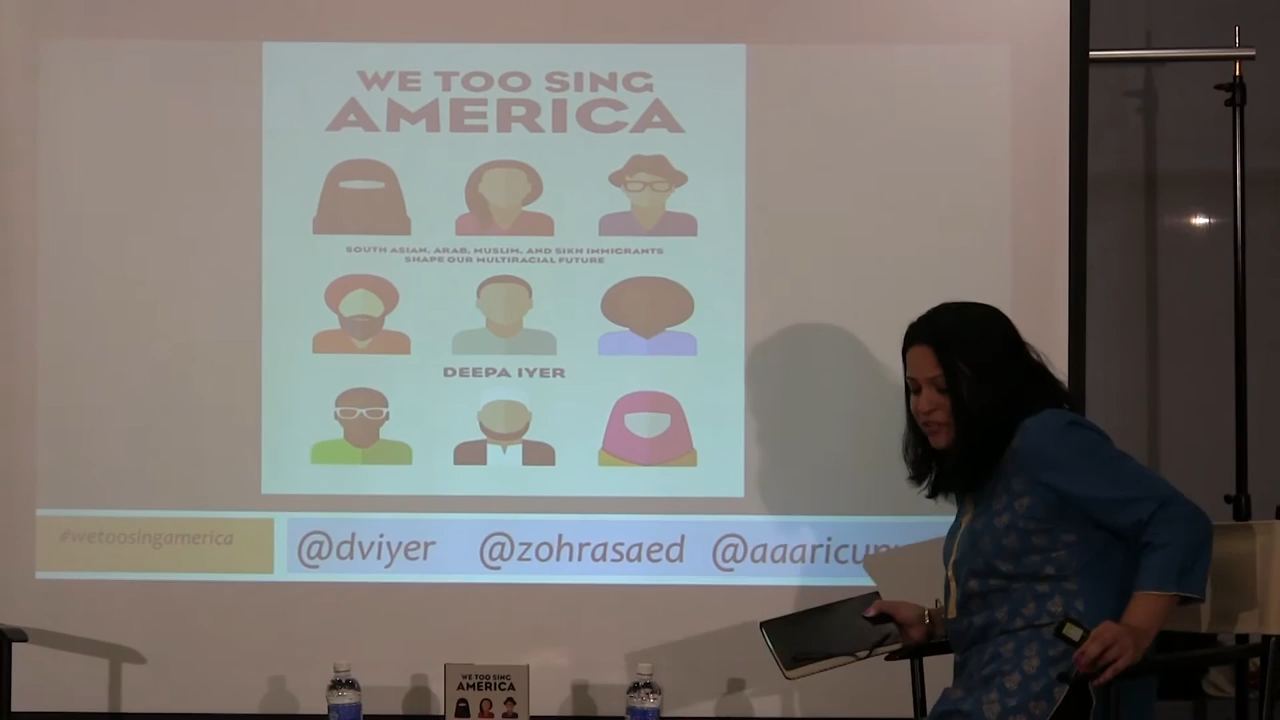 WE TOO SING
AMERICA
SOUTH ASIAN, ARAB, MUSLIM, AND SIKH IMMIGRANTS
SHAPE OUR MULTIRACIAL FUTURE
DEEPA IYER
#wetoosingamerica
@dviyer @zohrasaed
WE TOO SING
AMERICA